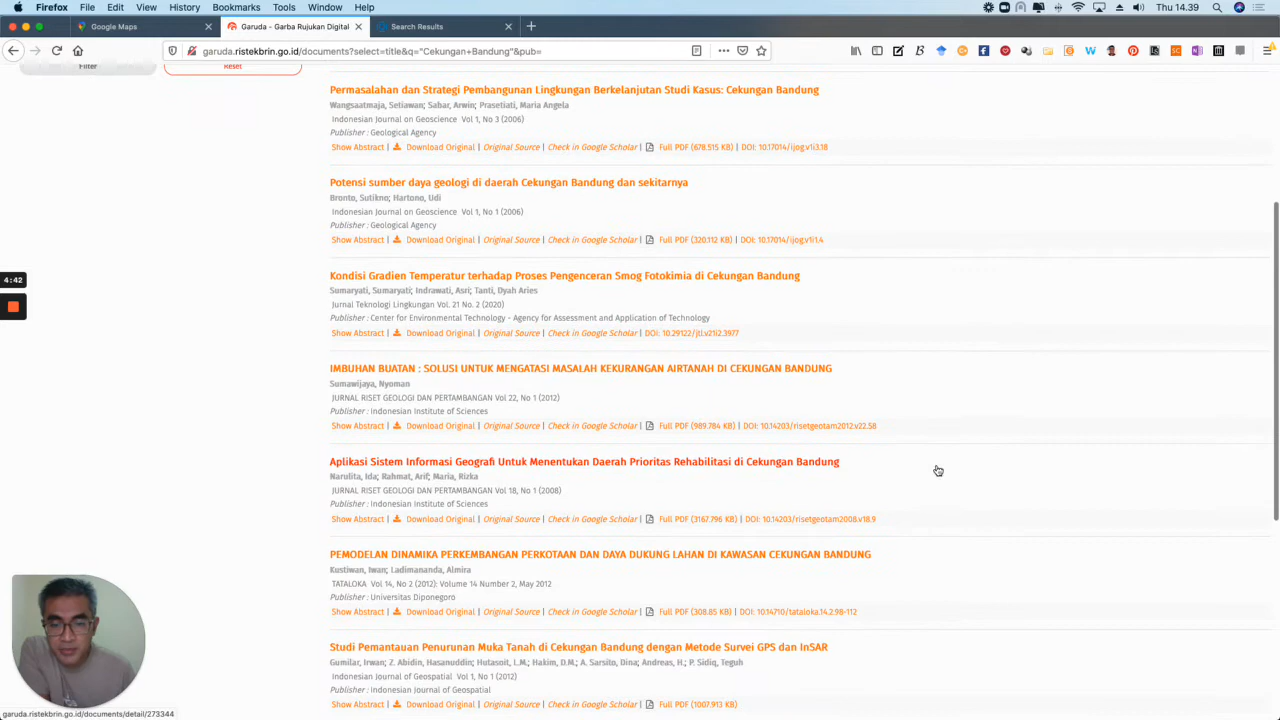 Firefox File Edit View History Bookmarks Tools Window Help
Thu 14.39
Google Maps
Garuda - Garba Rujukan Digital
Search Results
garuda.ristekbrin.go.id/documents?select=title&q="Cekungan+Bandung"&pub=
Filter
Reset
Permasalahan dan Strategi Pembangunan Lingkungan Berkelanjutan Studi Kasus: Cekungan Bandung
Wangsaatmaja, Setiawan; Sabar, Arwin; Prasetiati, Maria Angela
Indonesian Journal on Geoscience Vol 1, No 3 (2006)
Publisher : Geological Agency
Show Abstract | Download Original | Original Source | Check in Google Scholar | Full PDF (678.515 KB) | DOI: 10.17014/ijog.v1i3.18
Potensi sumber daya geologi di daerah Cekungan Bandung dan sekitarnya
Bronto, Sutikno; Hartono, Udi
Indonesian Journal on Geoscience Vol 1, No 1 (2006)
Publisher : Geological Agency
Show Abstract | Download Original | Original Source | Check in Google Scholar | Full PDF (320.112 KB) | DOI: 10.17014/ijog.v1i1.4
Kondisi Gradien Temperatur terhadap Proses Pengenceran Smog Fotokimia di Cekungan Bandung
Sumaryati, Sumaryati; Indrawati, Asri; Tanti, Dyah Aries
Jurnal Teknologi Lingkungan Vol. 21 No. 2 (2020)
Publisher : Center for Environmental Technology - Agency for Assessment and Application of Technology
Show Abstract | Download Original | Original Source | Check in Google Scholar | DOI: 10.29122/jtl.v21i2.3977
4:42
IMBUHAN BUATAN : SOLUSI UNTUK MENGATASI MASALAH KEKURANGAN AIRTANAH DI CEKUNGAN BANDUNG
Sumawijaya, Nyoman
JURNAL RISET GEOLOGI DAN PERTAMBANGAN Vol 22, No 1 (2012)
Publisher : Indonesian Institute of Sciences
Show Abstract | Download Original | Original Source | Check in Google Scholar | Full PDF (989.784 KB) | DOI: 10.14203/risetgeotam2012.v22.58
Aplikasi Sistem Informasi Geografi Untuk Menentukan Daerah Prioritas Rehabilitasi di Cekungan Bandung
Narulita, Ida; Rahmat, Arif; Maria, Rizka
JURNAL RISET GEOLOGI DAN PERTAMBANGAN Vol 18, No 1 (2008)
Publisher : Indonesian Institute of Sciences
Show Abstract | Download Original | Original Source | Check in Google Scholar | Full PDF (3167.796 KB) | DOI: 10.14203/risetgeotam2008.v18.9
PEMODELAN DINAMIKA PERKEMBANGAN PERKOTAAN DAN DAYA DUKUNG LAHAN DI KAWASAN CEKUNGAN BANDUNG
Kustiwan, Iwan; Ladimananda, Almira
TATALOKA Vol 14, No 2 (2012): Volume 14 Number 2, May 2012
Publisher : Universitas Diponegoro
Show Abstract | Download Original | Original Source | Check in Google Scholar | Full PDF (308.85 KB) | DOI: 10.14710/tataloka.14.2.98-112
Studi Pemantauan Penurunan Muka Tanah di Cekungan Bandung dengan Metode Survei GPS dan InSAR
Gumilar, Irwan; Z. Abidin, Hasanuddin; Hutasoit, L.M.; Hakim, D.M.; A. Sarsito, Dina; Andreas, H.; P. Sidiq, Teguh
Indonesian Journal of Geospatial Vol 1, No 1 (2012)
Publisher : Indonesian Journal of Geospatial
Show Abstract | Download Original | Original Source | Check in Google Scholar | Full PDF (1007.913 KB)
garuda.ristekbrin.go.id/documents/detail/273344